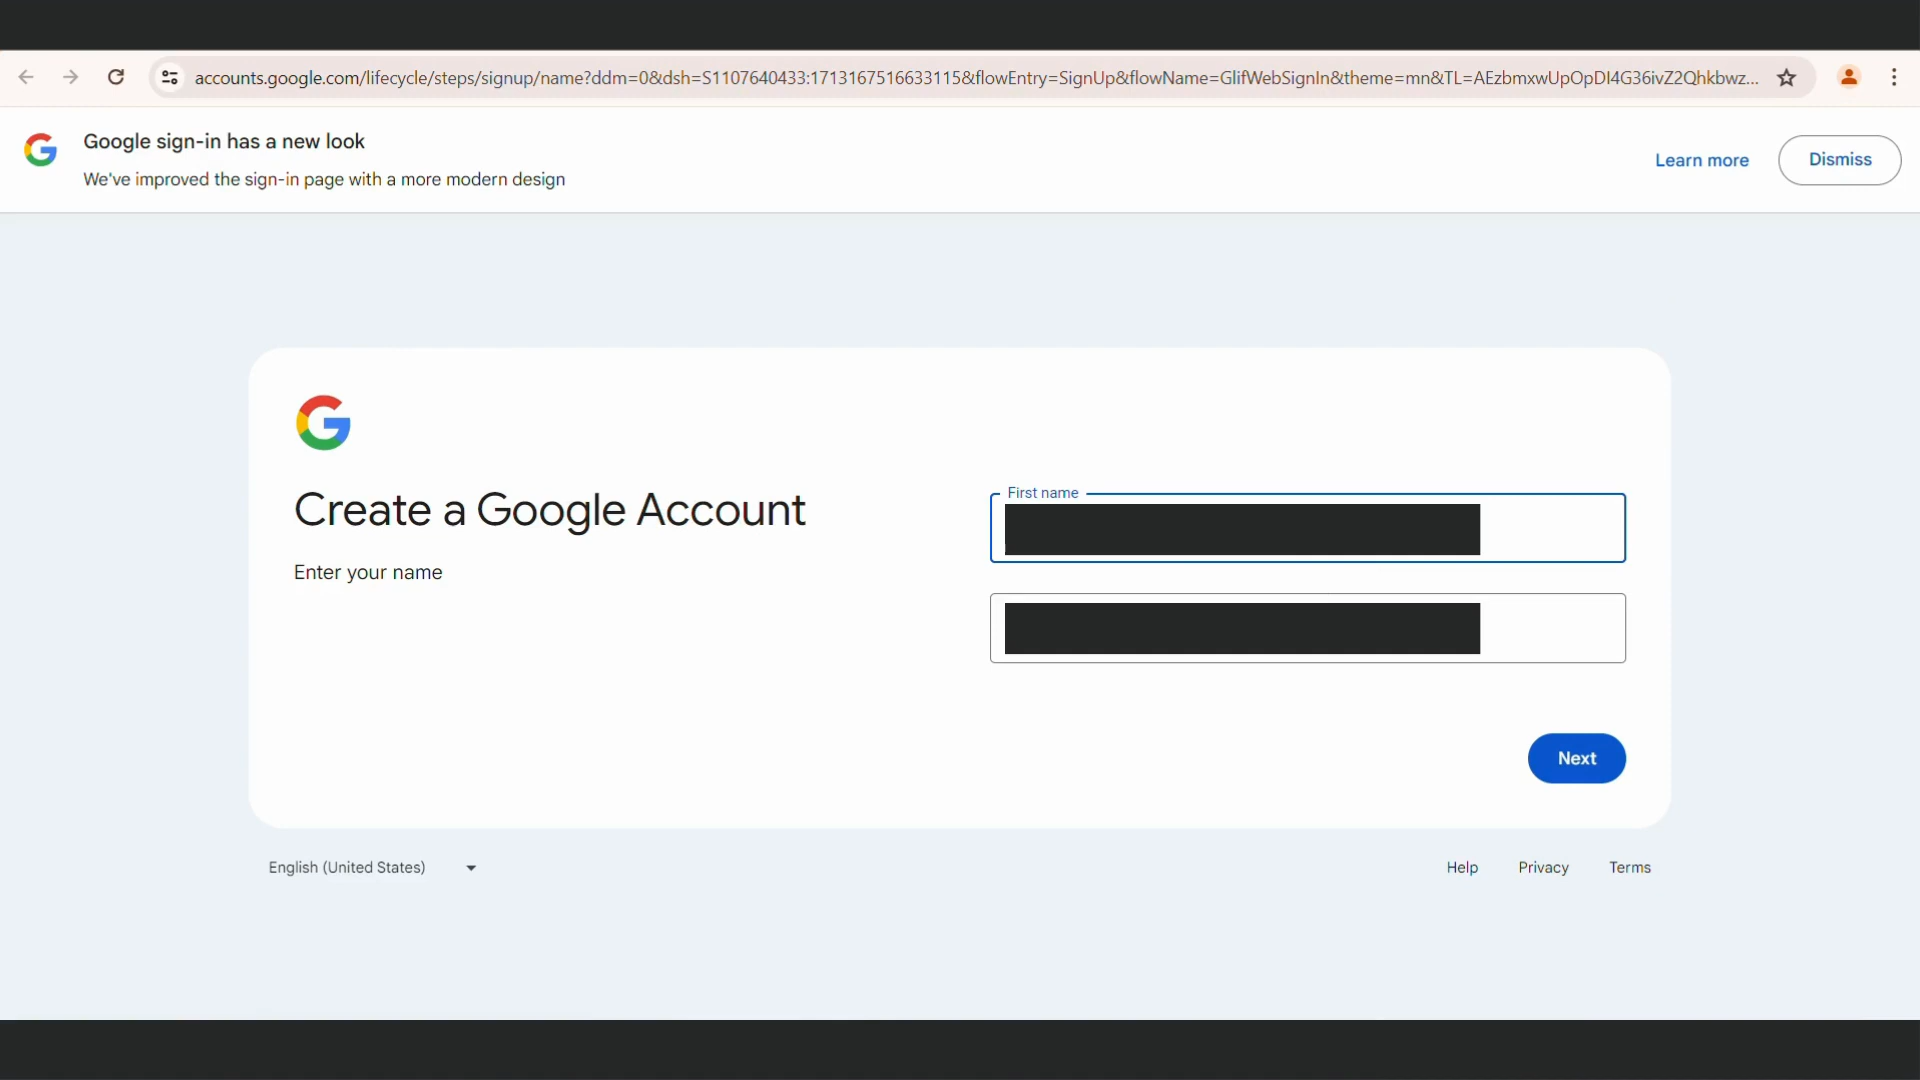 accounts.google.com/lifecycle/steps/signup/name?ddm=0&dsh=S1107640433:1713167516633115&flowEntry=SignUp&flowName=GlifWebSignIn&theme=mn&TL=AEzbmxwUpOpDI4G36ivZ2Qhkbwz...
Google sign-in has a new look
We've improved the sign-in page with a more modern design
Learn more
Dismiss
Create a Google Account
Enter your name
First name
Next
English (United States)
Help
Privacy
Terms